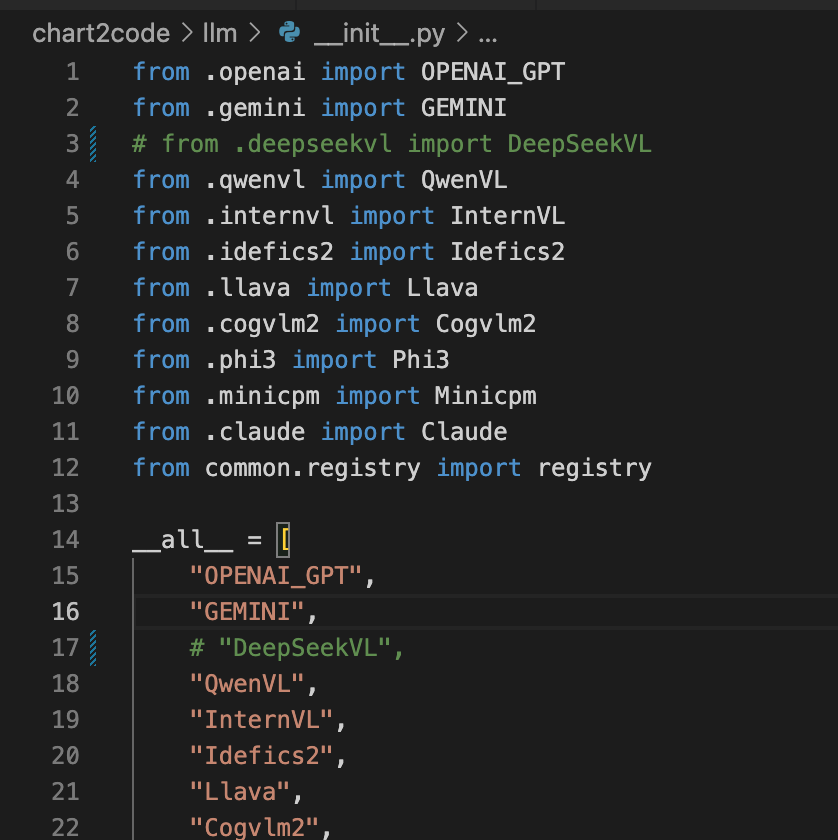 chart2code > llm > __init__.py > ...
1 from .openai import OPENAI_GPT
2 from .gemini import GEMINI
3 # from .deepseekvl import DeepSeekVL
4 from .qwenvl import QwenVL
5 from .internvl import InternVL
6 from .idefics2 import Idefics2
7 from .llava import Llava
8 from .cogvlm2 import Cogvlm2
9 from .phi3 import Phi3
10 from .minicpm import Minicpm
11 from .claude import Claude
12 from common.registry import registry
13
14 __all__ = [
15     "OPENAI_GPT",
16     "GEMINI",
17     # "DeepSeekVL",
18     "QwenVL",
19     "InternVL",
20     "Idefics2",
21     "Llava",
22     "Cogvlm2",